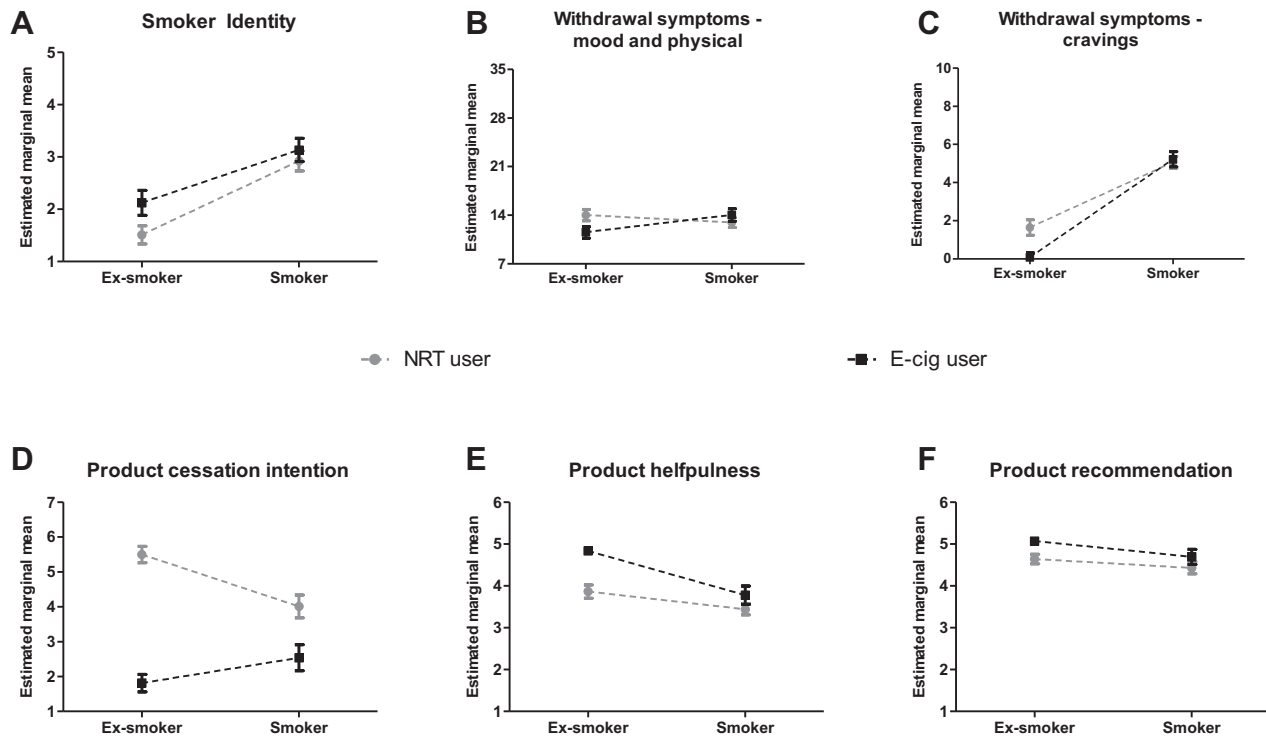 A
Smoker Identity
Estimated marginal mean
5
4
3
2
1
Ex-smoker
Smoker
B
Withdrawal symptoms -
mood and physical
Estimated marginal mean
35
28
21
14
7
Ex-smoker
Smoker
C
Withdrawal symptoms -
cravings
Estimated marginal mean
10
8
6
4
2
0
Ex-smoker
Smoker
NRT user
E-cig user
D
Product cessation intention
Estimated marginal mean
7
6
5
4
3
2
1
Ex-smoker
Smoker
E
Product helfpulness
Estimated marginal mean
6
5
4
3
2
1
Ex-smoker
Smoker
F
Product recommendation
Estimated marginal mean
6
5
4
3
2
1
Ex-smoker
Smoker